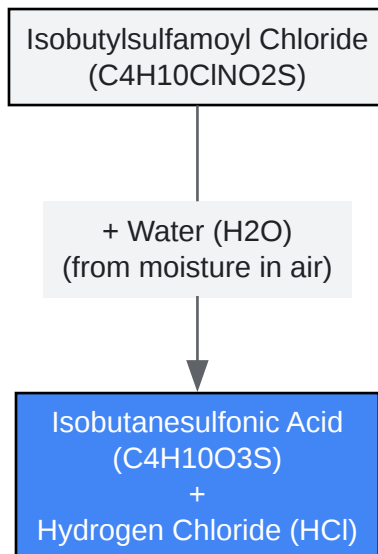 Isobutylsulfamoyl Chloride
(C4H10ClNO2S)
+ Water (H2O)
(from moisture in air)
Isobutanesulfonic Acid
(C4H10O3S)
+
Hydrogen Chloride (HCl)